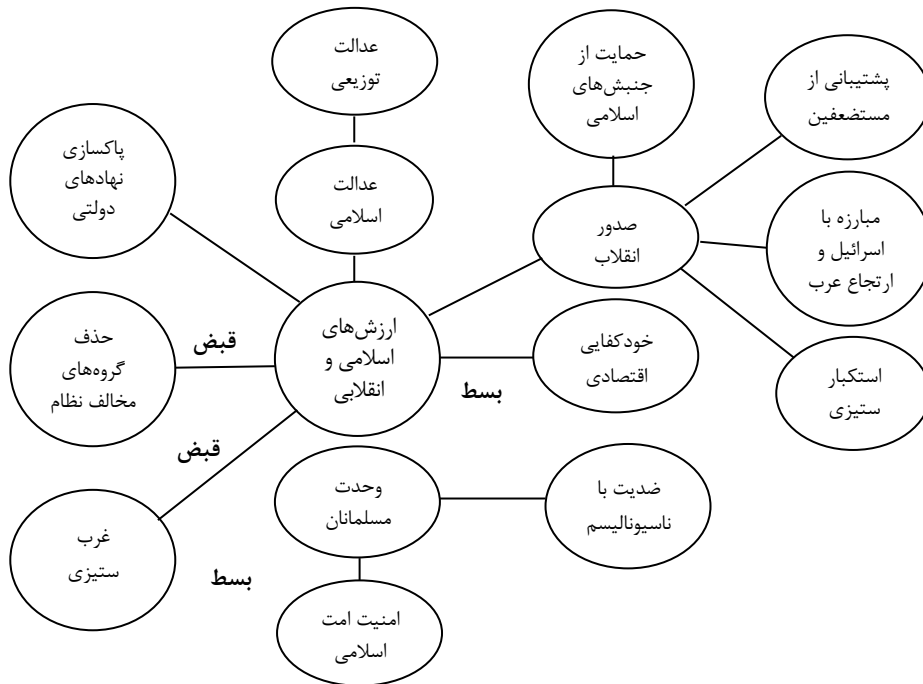 عدالت
توزیعی
حمایت از
جنبش‌های
اسلامی
پشتیبانی از
مستضعفین
پاکسازی
نهادهای
دولتی
عدالت
اسلامی
صدور
انقلاب
مبارزه با
اسرائیل و
ارتجاع عرب
ارزش‌های
اسلامی و
انقلابی
قبض
حذف
گروه‌های
مخالف نظام
خودکفایی
اقتصادی
بسط
استکبار
ستیزی
قبض
وحدت
مسلمانان
ضدیت با
ناسیونالیسم
غرب
ستیزی
بسط
امنیت امت
اسلامی